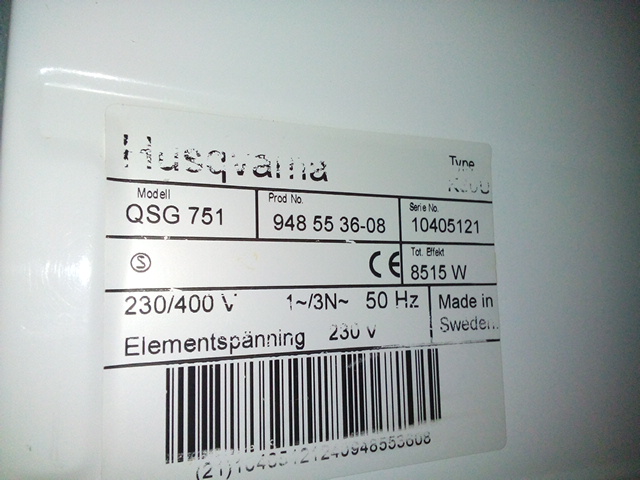 Husqvarna
Type
Modell
QSG 751
Prod No.
948 55 36-08
Serie No.
10405121
S
CE
Tot. Effekt
8515 W
230/400 V 1~/3N~ 50 Hz
Made in
Sweden.
Elementspänning 230 V